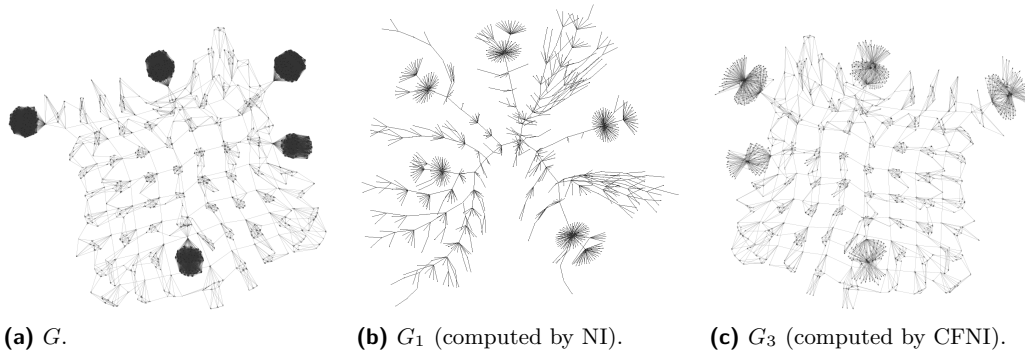 (a) G.
(b) G₁ (computed by NI).
(c) G₃ (computed by CFNI).